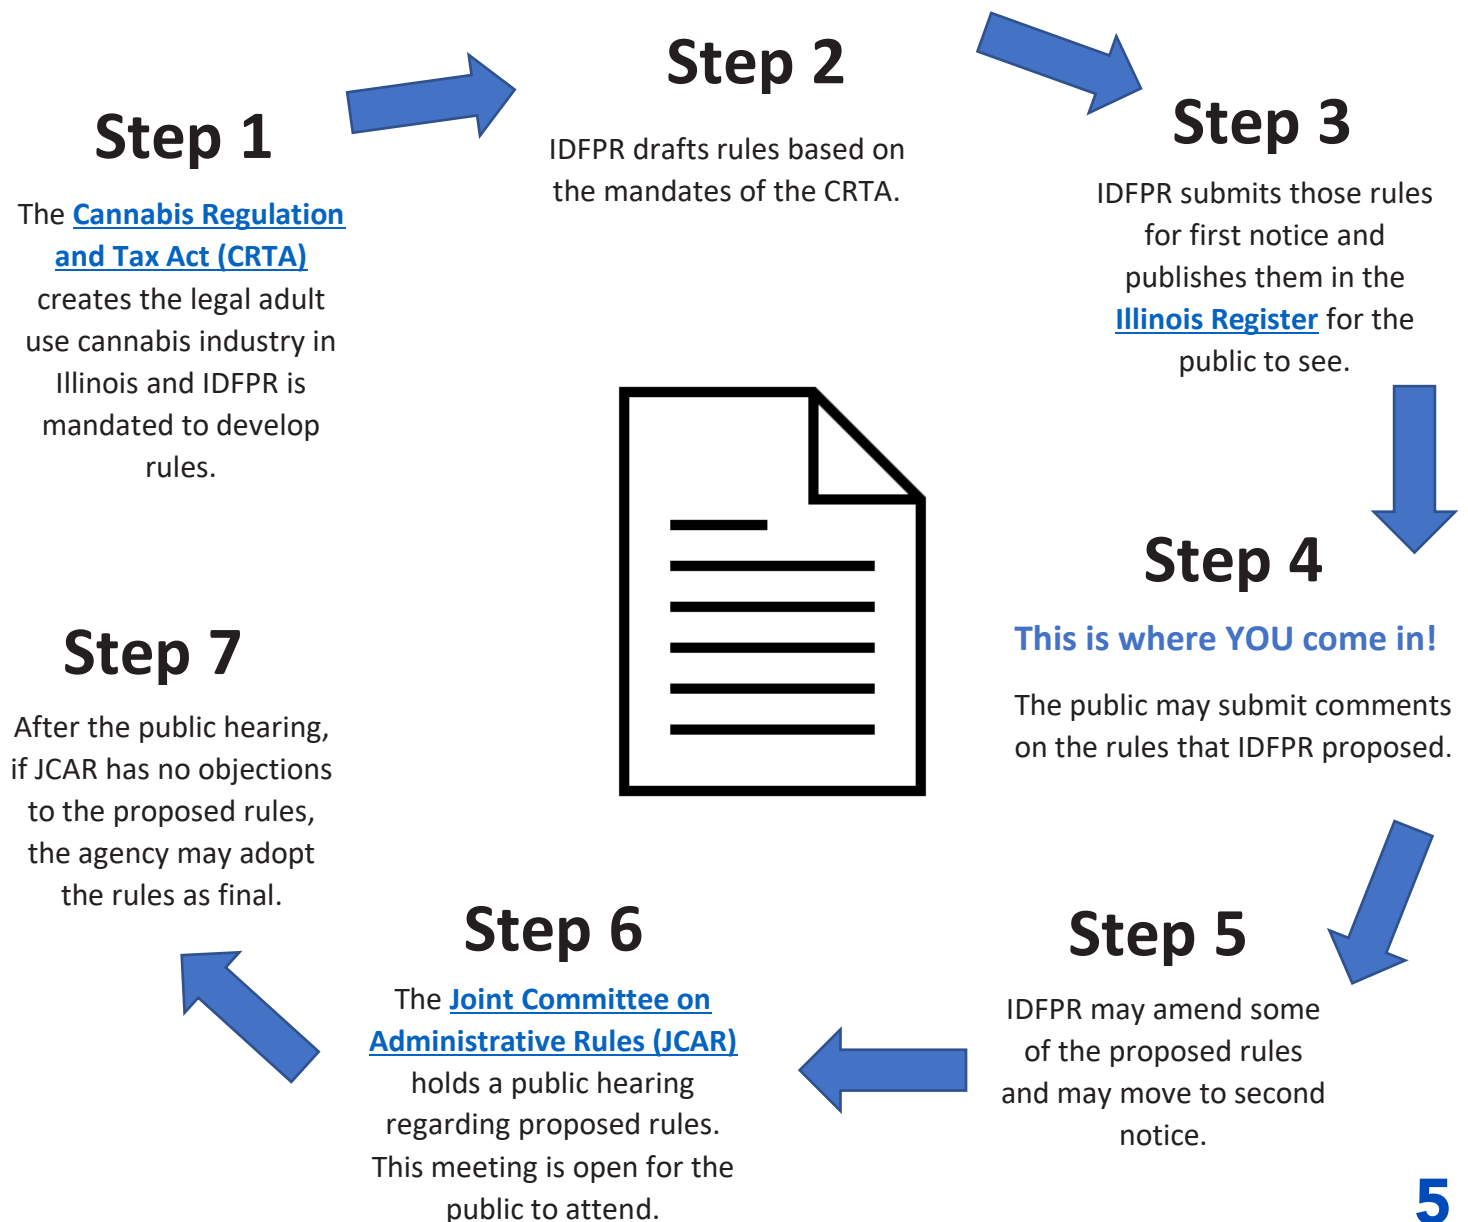 Step 1
The Cannabis Regulation
and Tax Act (CRTA)
creates the legal adult
use cannabis industry in
Illinois and IDFPR is
mandated to develop
rules.
Step 2
IDFPR drafts rules based on
the mandates of the CRTA.
Step 3
IDFPR submits those rules
for first notice and
publishes them in the
Illinois Register for the
public to see.
Step 4
This is where YOU come in!
The public may submit comments
on the rules that IDFPR proposed.
Step 5
IDFPR may amend some
of the proposed rules
and may move to second
notice.
Step 6
The Joint Committee on
Administrative Rules (JCAR)
holds a public hearing
regarding proposed rules.
This meeting is open for the
public to attend.
Step 7
After the public hearing,
if JCAR has no objections
to the proposed rules,
the agency may adopt
the rules as final.
5